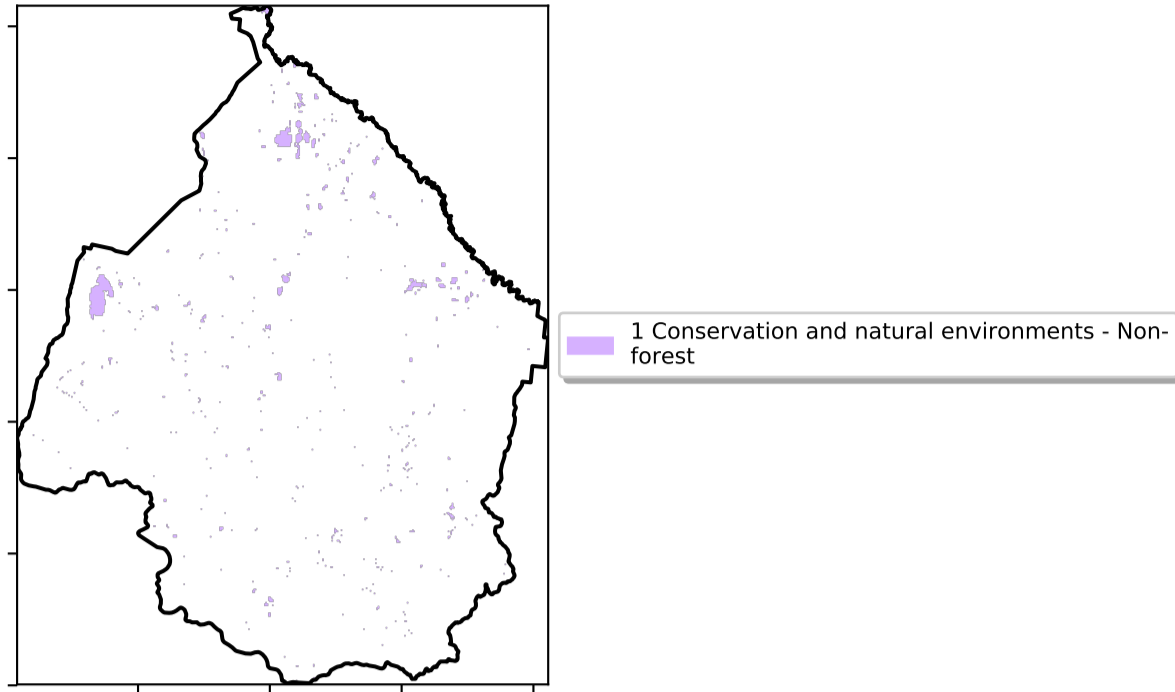 1 Conservation and natural environments - Non-
forest